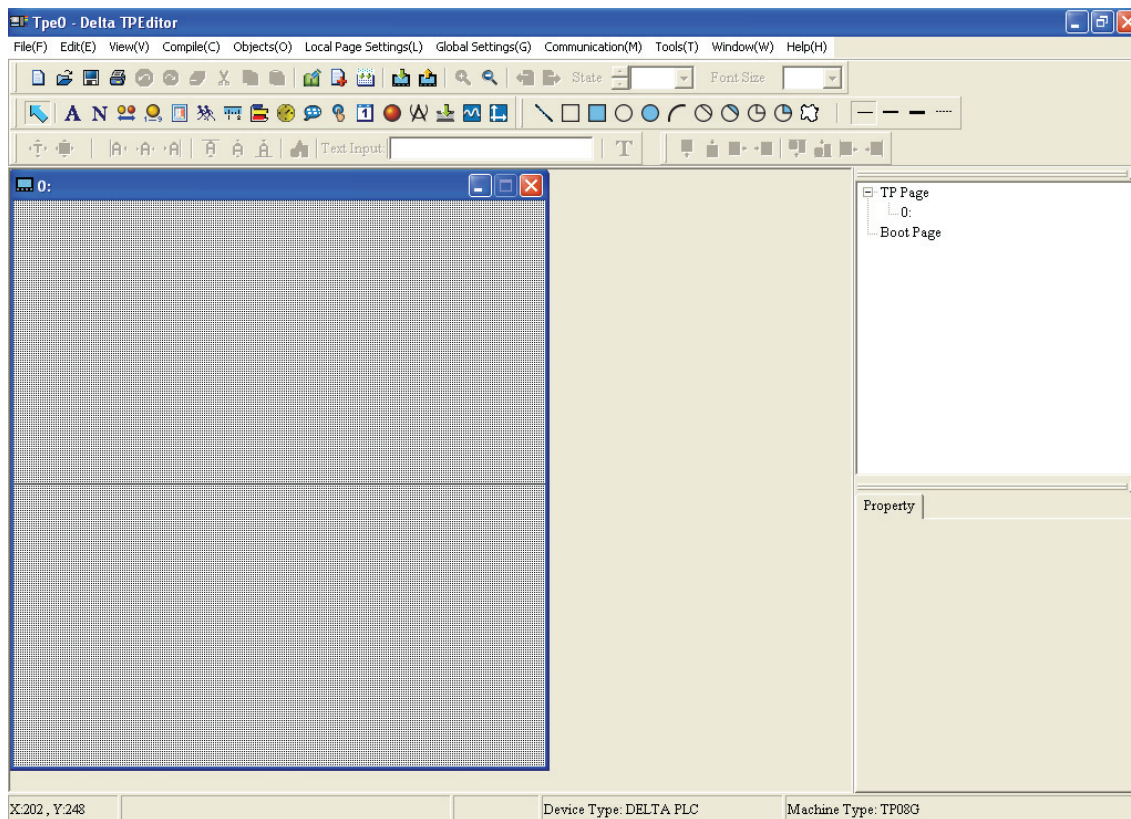 Tpe0 - Delta TPEditor
File(F) Edit(E) View(V) Compile(C) Objects(O) Local Page Settings(L) Global Settings(G) Communication(M) Tools(T) Window(W) Help(H)
State Font Size
A N 1
T A A A A A A A Text Input: T
0:
TP Page
0:
Boot Page
Property
X:202 , Y:248 Device Type: DELTA PLC Machine Type: TP08G